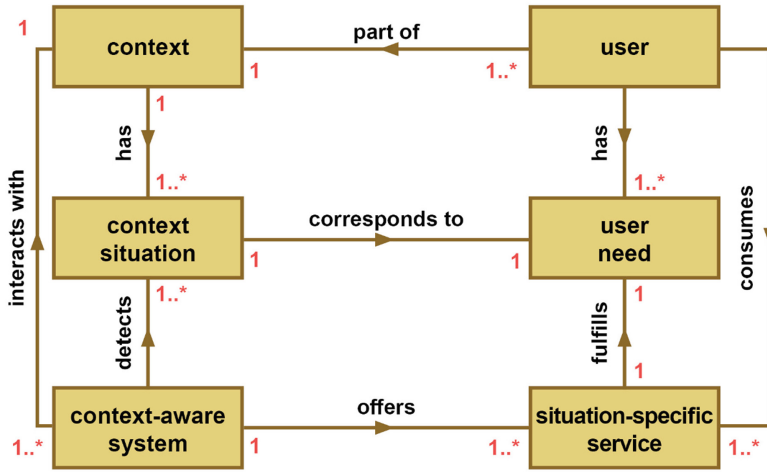 1
context
part of
user
1
1..*
1
has
has
1..*
1..*
interacts with
context
situation
corresponds to
user
need
consumes
1
1
1..*
1
detects
fulfills
1
context-aware
system
offers
situation-specific
service
1..*
1
1..*
1..*